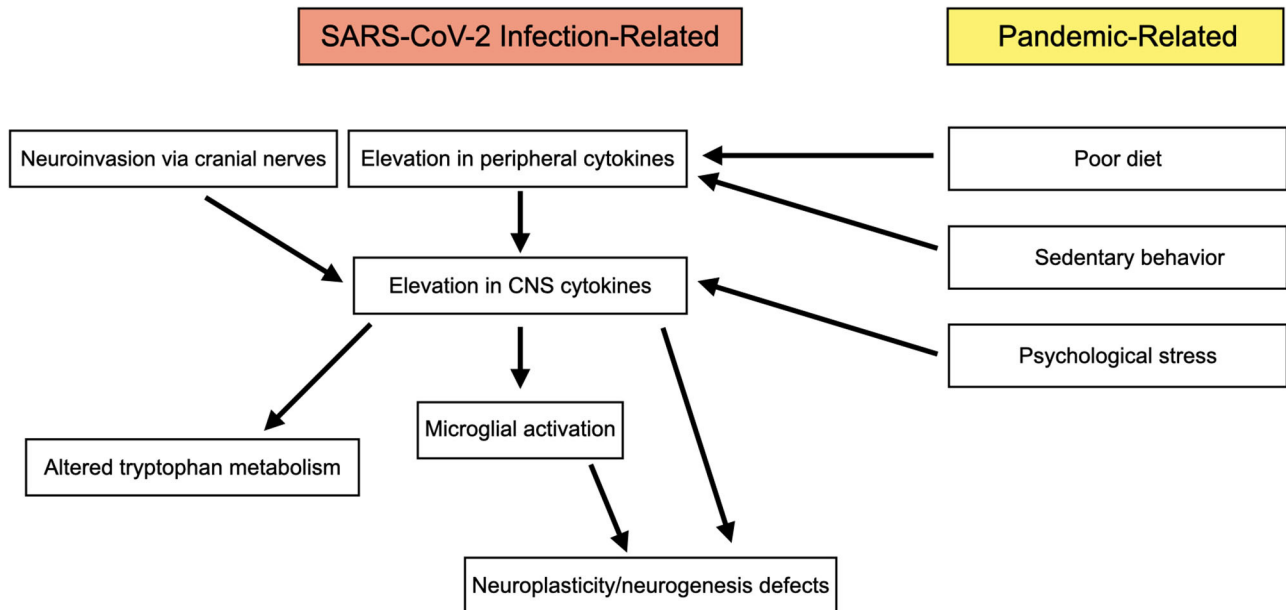 SARS-CoV-2 Infection-Related
Pandemic-Related
Neuroinvasion via cranial nerves
Elevation in peripheral cytokines
Poor diet
Sedentary behavior
Elevation in CNS cytokines
Psychological stress
Microglial activation
Altered tryptophan metabolism
Neuroplasticity/neurogenesis defects